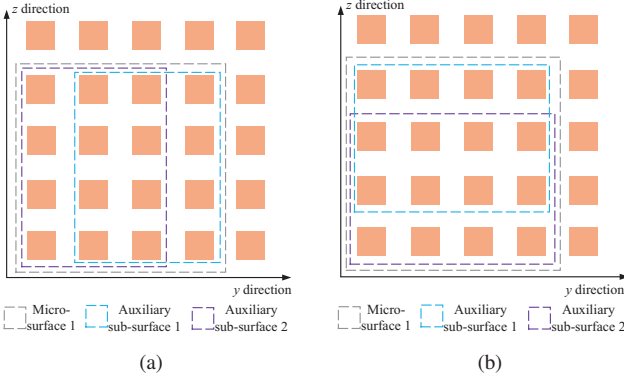 z direction
y direction
Micro-
surface 1
Auxiliary
sub-surface 1
Auxiliary
sub-surface 2
(a)
z direction
y direction
Micro-
surface 1
Auxiliary
sub-surface 1
Auxiliary
sub-surface 2
(b)